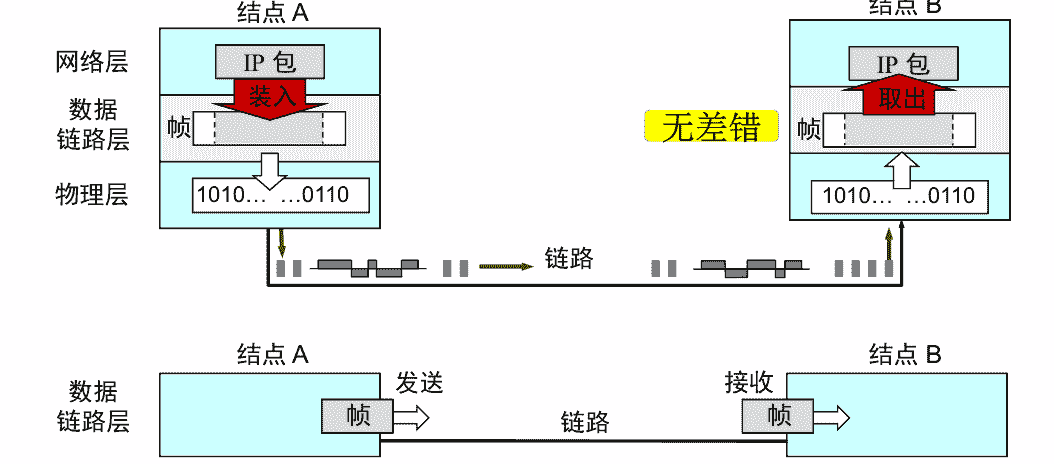 结点 A
结点 B
网络层
IP 包
IP 包
装入
取出
数据
链路层
帧
无差错
帧
物理层
1010… …0110
1010… …0110
链路
结点 A
结点 B
数据
链路层
发送
接收
帧
帧
链路